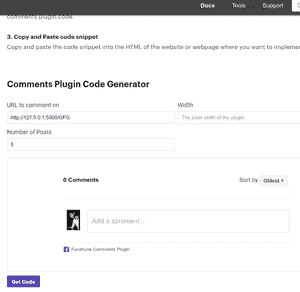 Docs Tools Support
comments plugin code.
3. Copy and Paste code snippet
Copy and paste the code snippet into the HTML of the website or webpage where you want to implemen
Comments Plugin Code Generator
URL to comment on Width
http://127.0.0.1:5000/GFG The pixel width of the plugin
Number of Posts
5
0 Comments Sort by Oldest
Add a comment...
Facebook Comments Plugin
Get Code